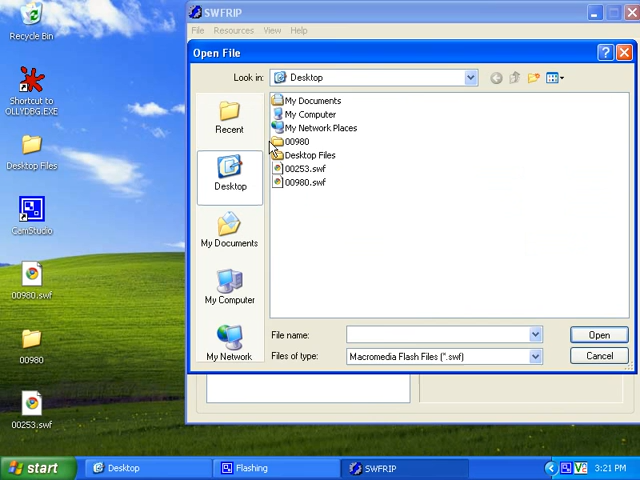 Recycle Bin
Shortcut to
OLLYDBG.EXE
Desktop Files
CamStudio
00980.swf
00980
00253.swf
SWFRIP
File Resources View Help
Open File
Look in: Desktop
Recent
Desktop
My Documents
My Computer
My Network
My Documents
My Computer
My Network Places
00980
Desktop Files
00253.swf
00980.swf
File name: Open
Files of type: Macromedia Flash Files (*.swf) Cancel
start Desktop Flashing SWFRIP 3:21 PM